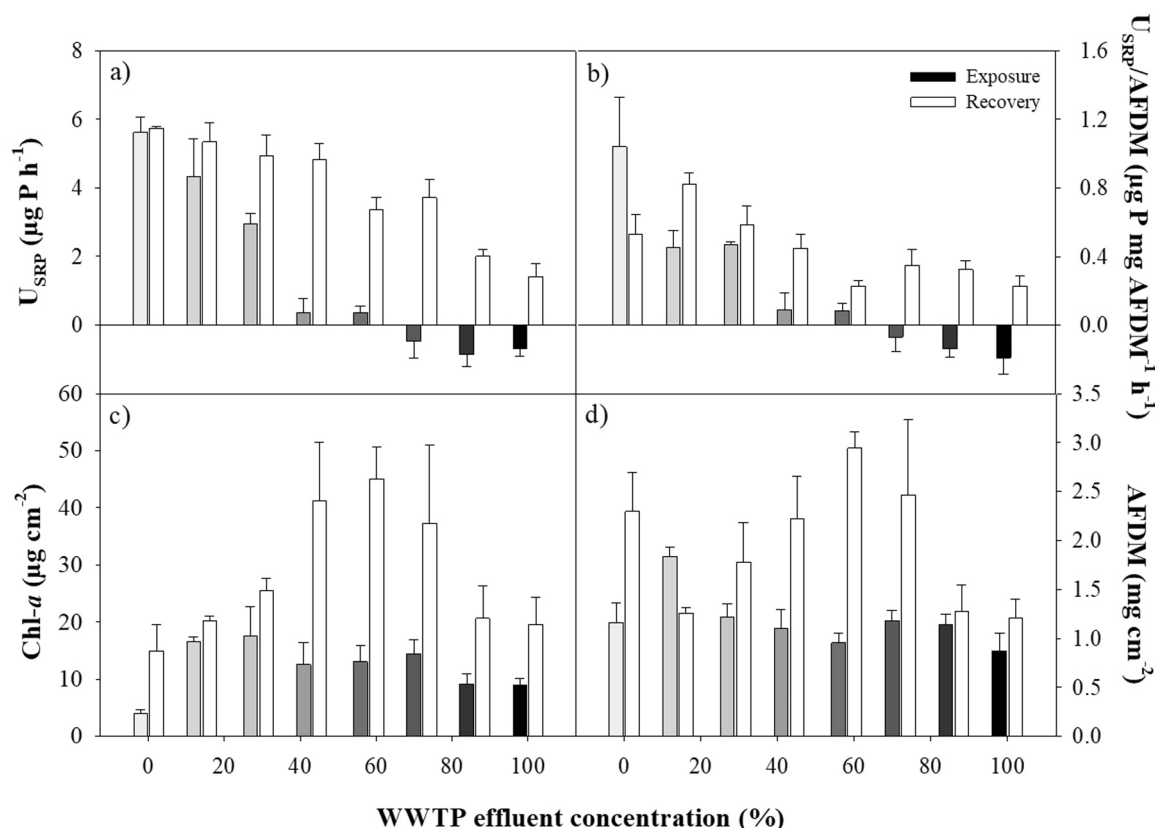 a)
b)
c)
d)
Exposure
Recovery
8
6
4
2
0
U_SRP (µg P h⁻¹)
1.6
1.2
0.8
0.4
0.0
U_SRP/AFDM (µg P mg AFDM⁻¹ h⁻¹)
60
50
40
30
20
10
0
Chl-a (µg cm⁻²)
3.5
3.0
2.5
2.0
1.5
1.0
0.5
0.0
AFDM (mg cm⁻²)
0 20 40 60 80 100
0 20 40 60 80 100
WWTP effluent concentration (%)